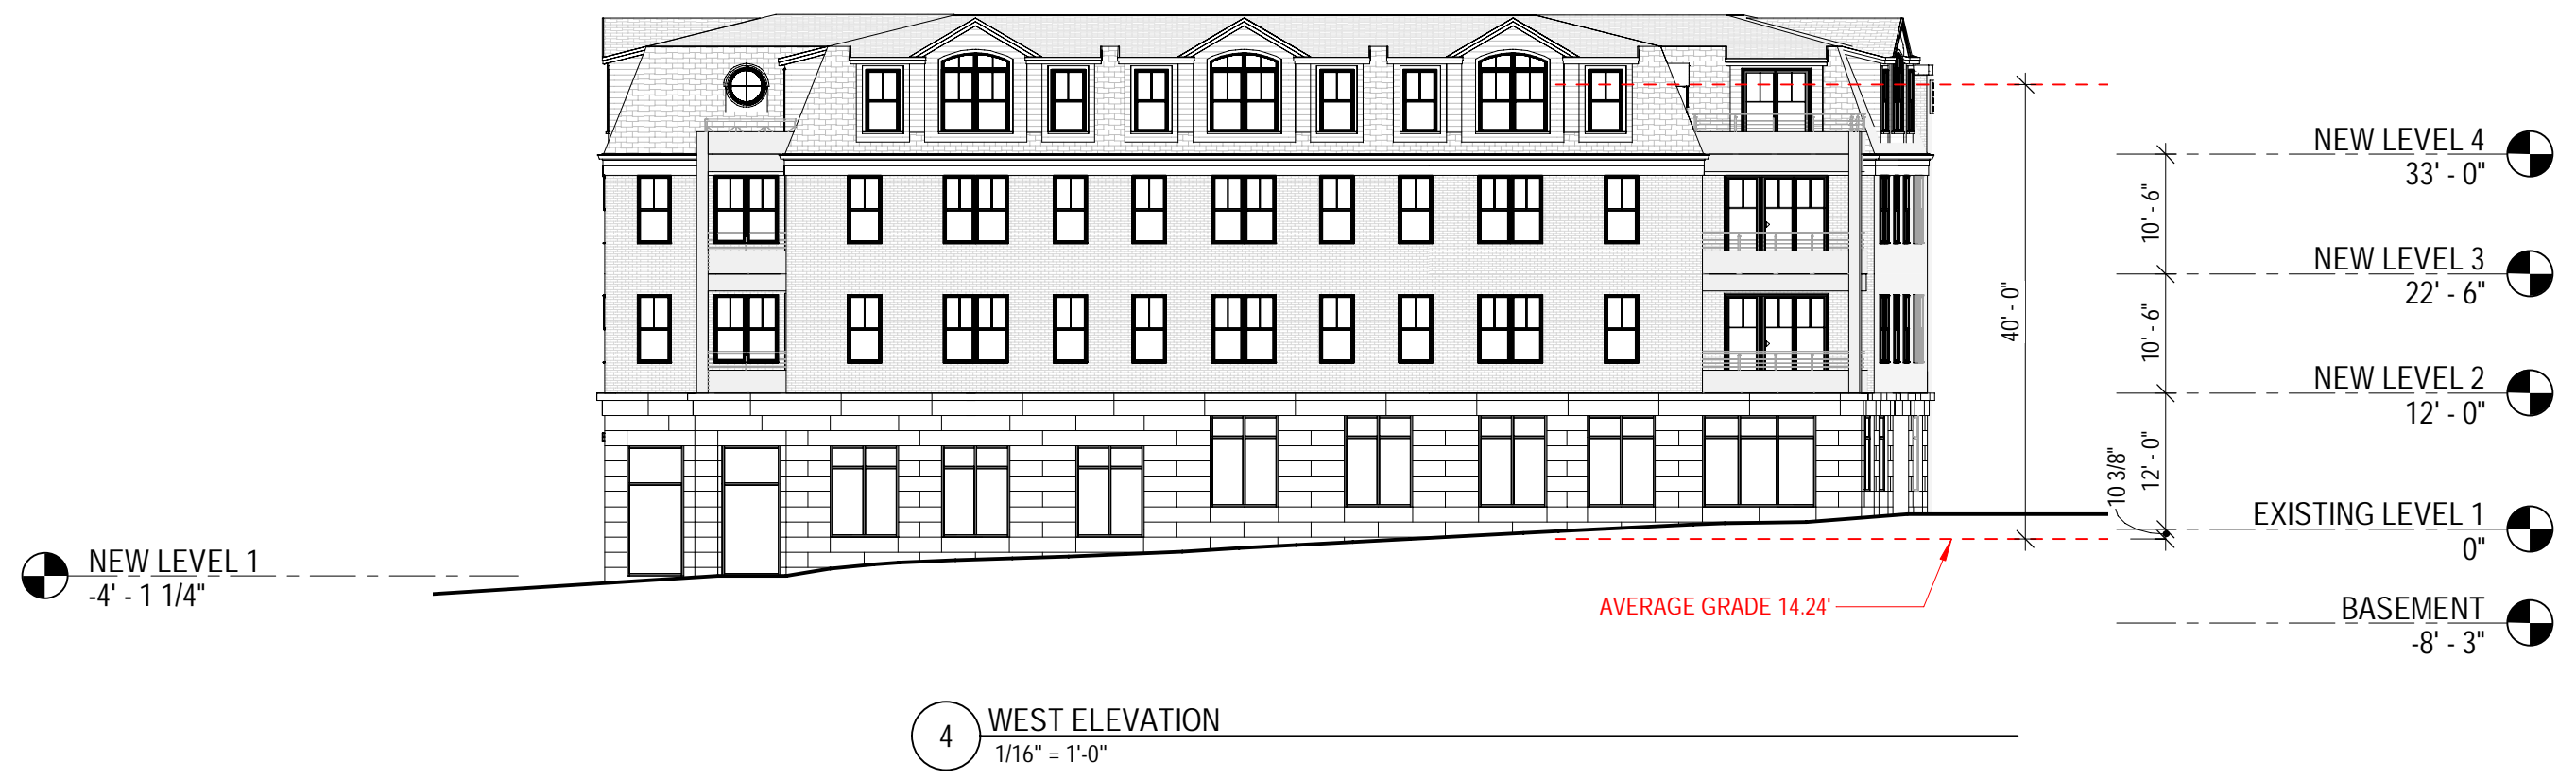 NEW LEVEL 4
33' - 0"
10' - 6"
NEW LEVEL 3
22' - 6"
10' - 6"
40' - 0"
NEW LEVEL 2
12' - 0"
12' - 0"
10 3/8"
EXISTING LEVEL 1
0"
NEW LEVEL 1
-4' - 1 1/4"
AVERAGE GRADE 14.24'
BASEMENT
-8' - 3"
4
WEST ELEVATION
1/16" = 1'-0"